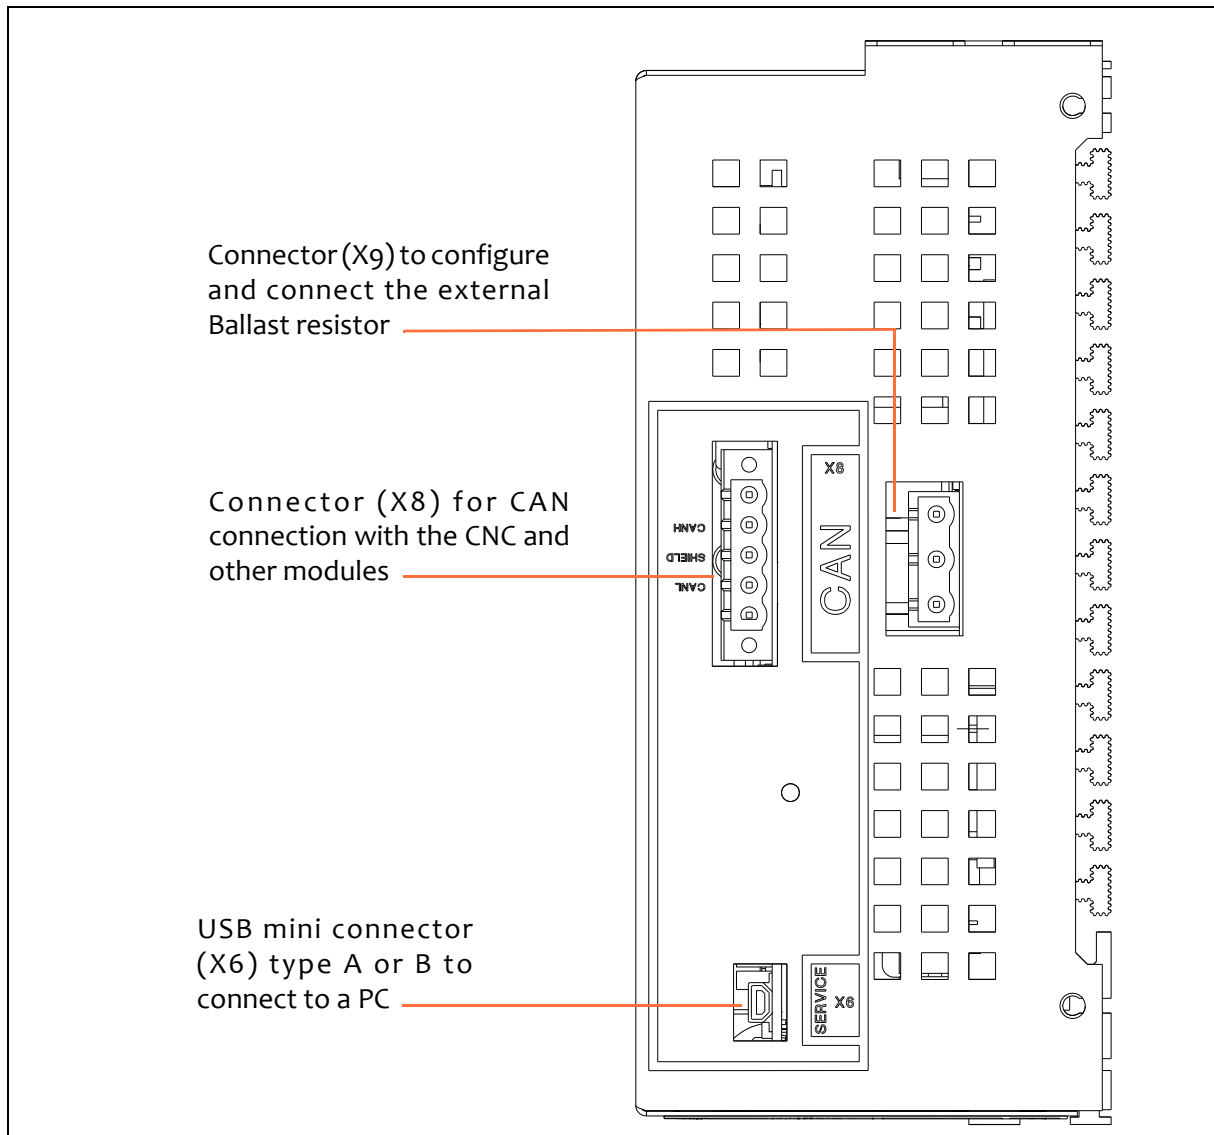 Connector (X9) to configure
and connect the external
Ballast resistor
X8
CAN
Connector (X8) for CAN
connection with the CNC and
other modules
CANH
SHIELD
CANL
USB mini connector
(X6) type A or B to
connect to a PC
SERVICE
X6